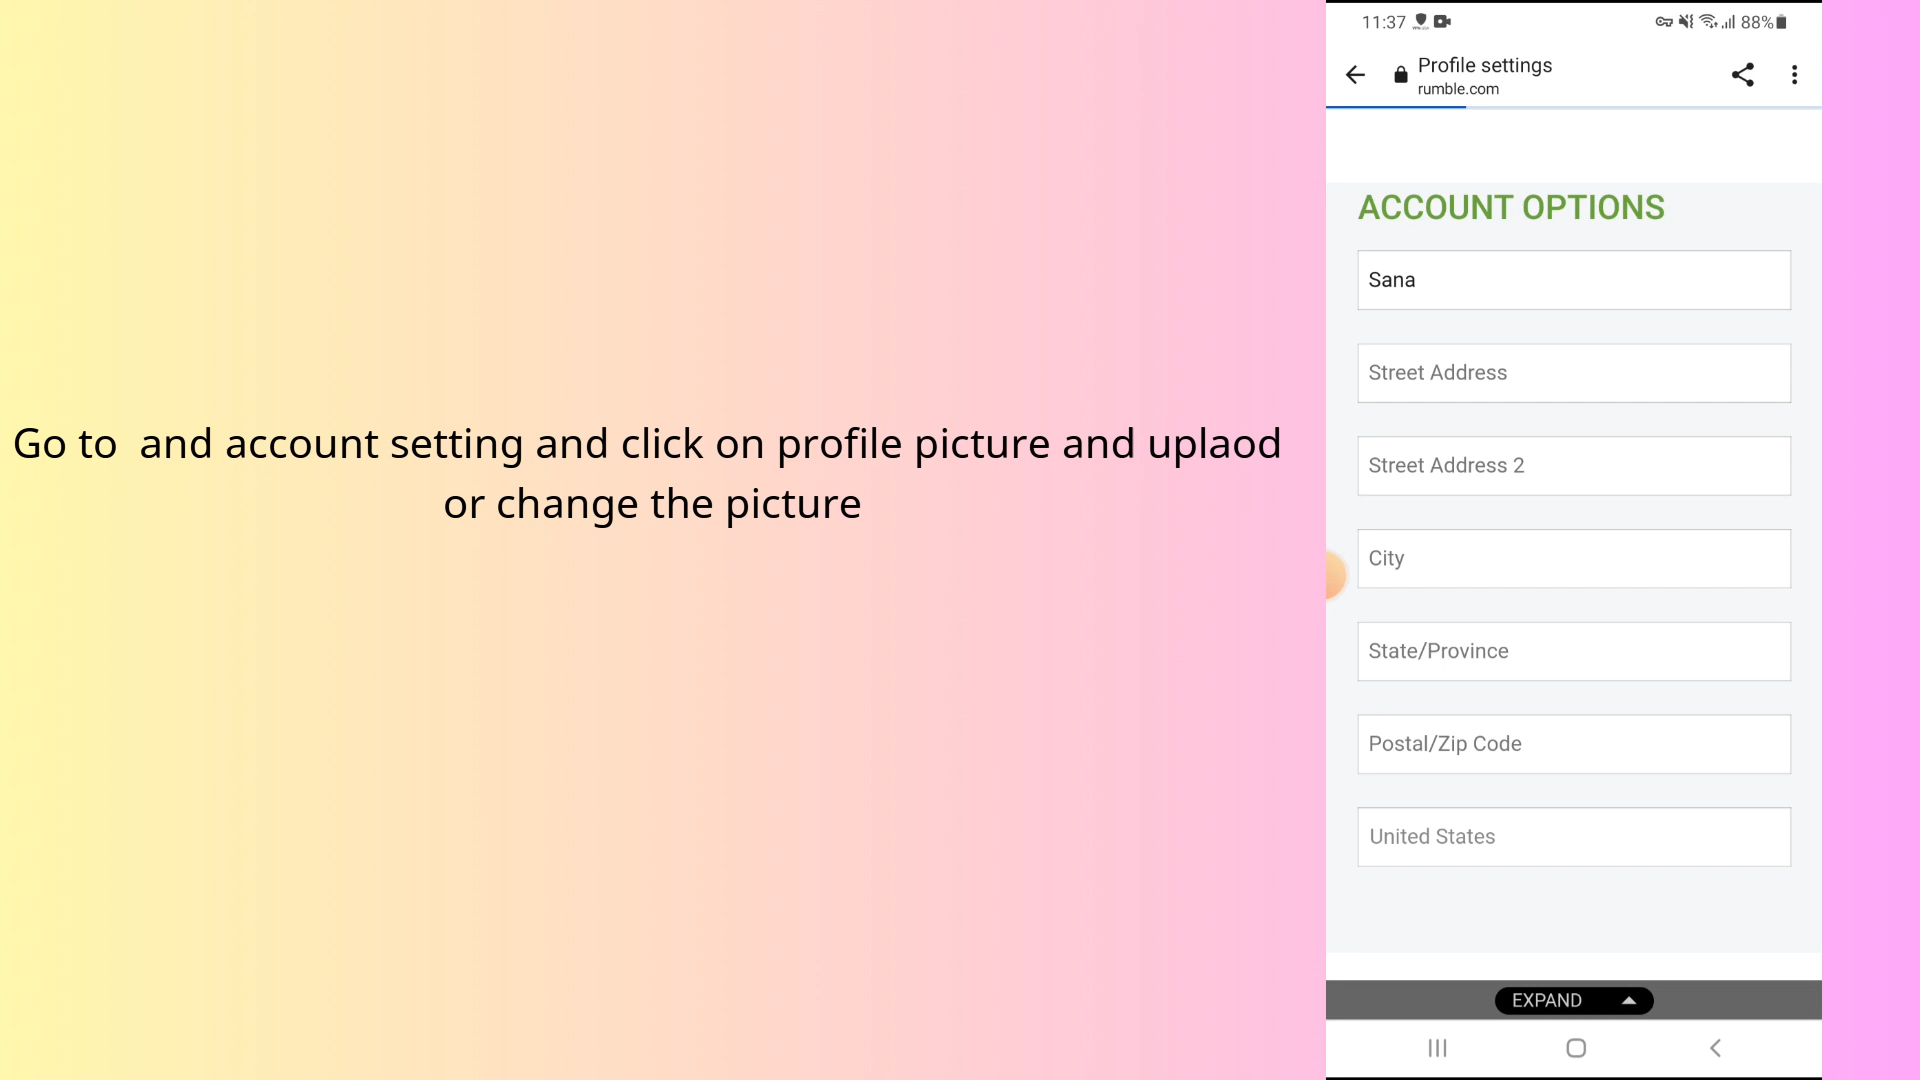 Go to  and account setting and click on profile picture and uplaod
or change the picture
11:37
88%
Profile settings
rumble.com
ACCOUNT OPTIONS
Sana
Street Address
Street Address 2
City
State/Province
Postal/Zip Code
United States
EXPAND